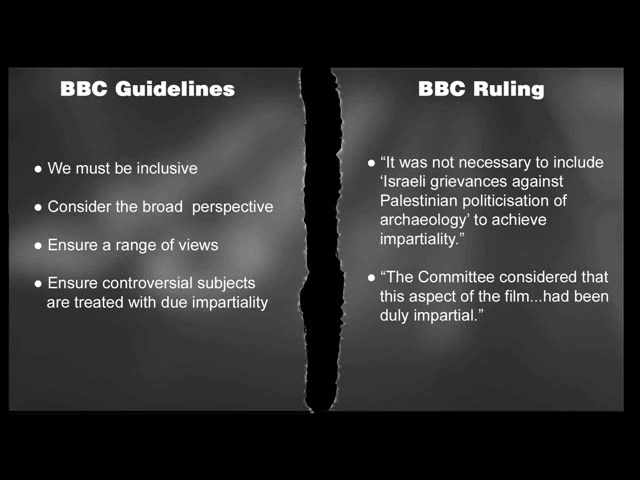 BBC Guidelines
● We must be inclusive
● Consider the broad  perspective
● Ensure a range of views
● Ensure controversial subjects
are treated with due impartiality
BBC Ruling
● “It was not necessary to include
‘Israeli grievances against
Palestinian politicisation of
archaeology’ to achieve
impartiality.”
● “The Committee considered that
this aspect of the film...had been
duly impartial.”